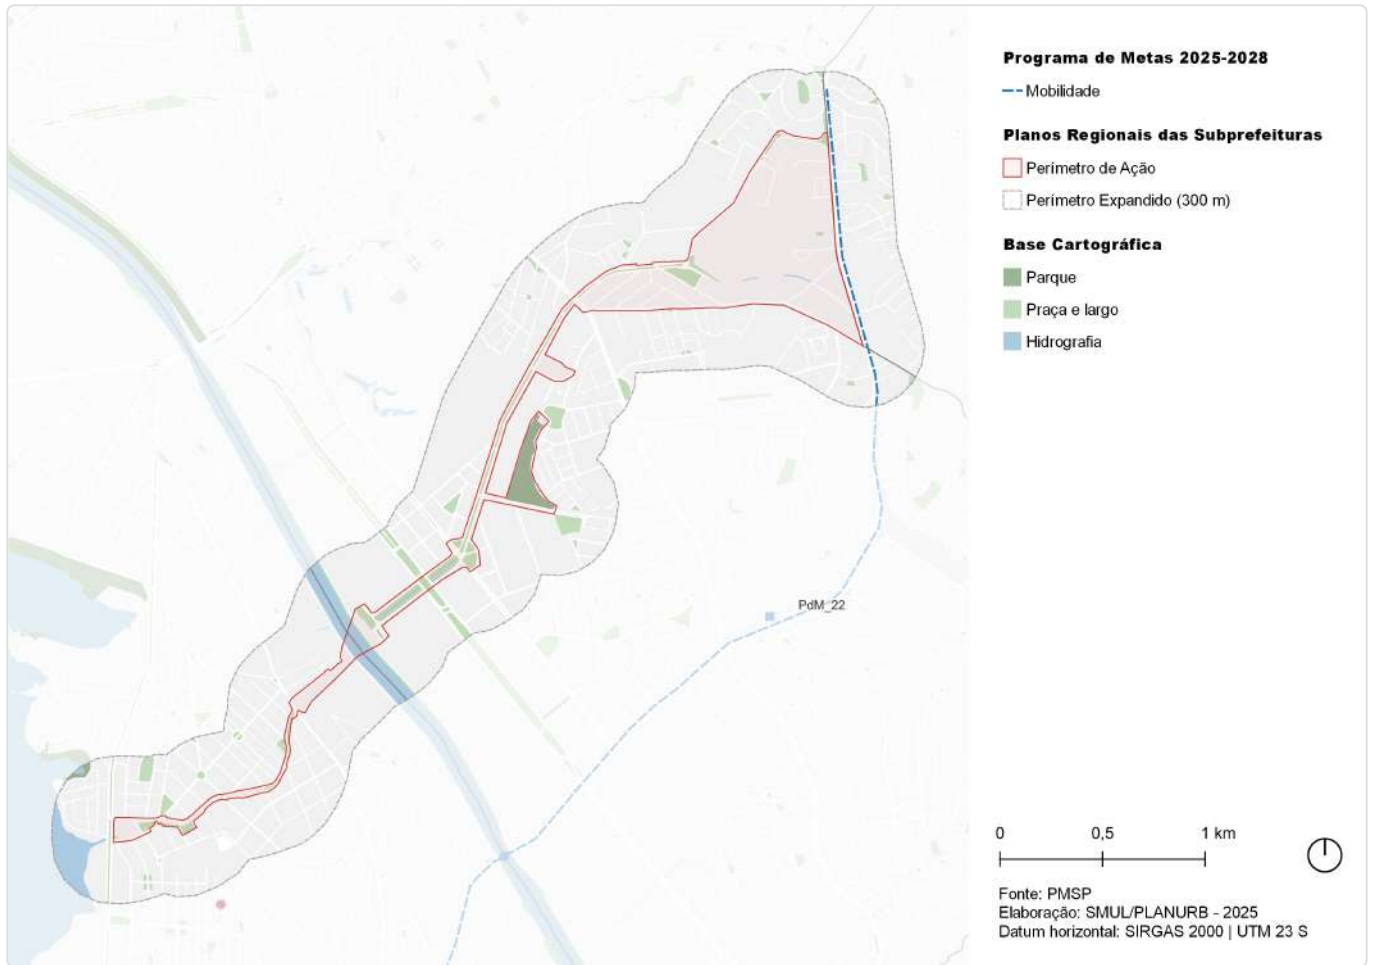 Programa de Metas 2025-2028
Mobilidade
Planos Regionais das Subprefeituras
Perímetro de Ação
Perímetro Expandido (300 m)
Base Cartográfica
Parque
Praça e largo
Hidrografia
PdM_22
0 0,5 1 km
Fonte: PMSP
Elaboração: SMUL/PLANURB - 2025
Datum horizontal: SIRGAS 2000 | UTM 23 S